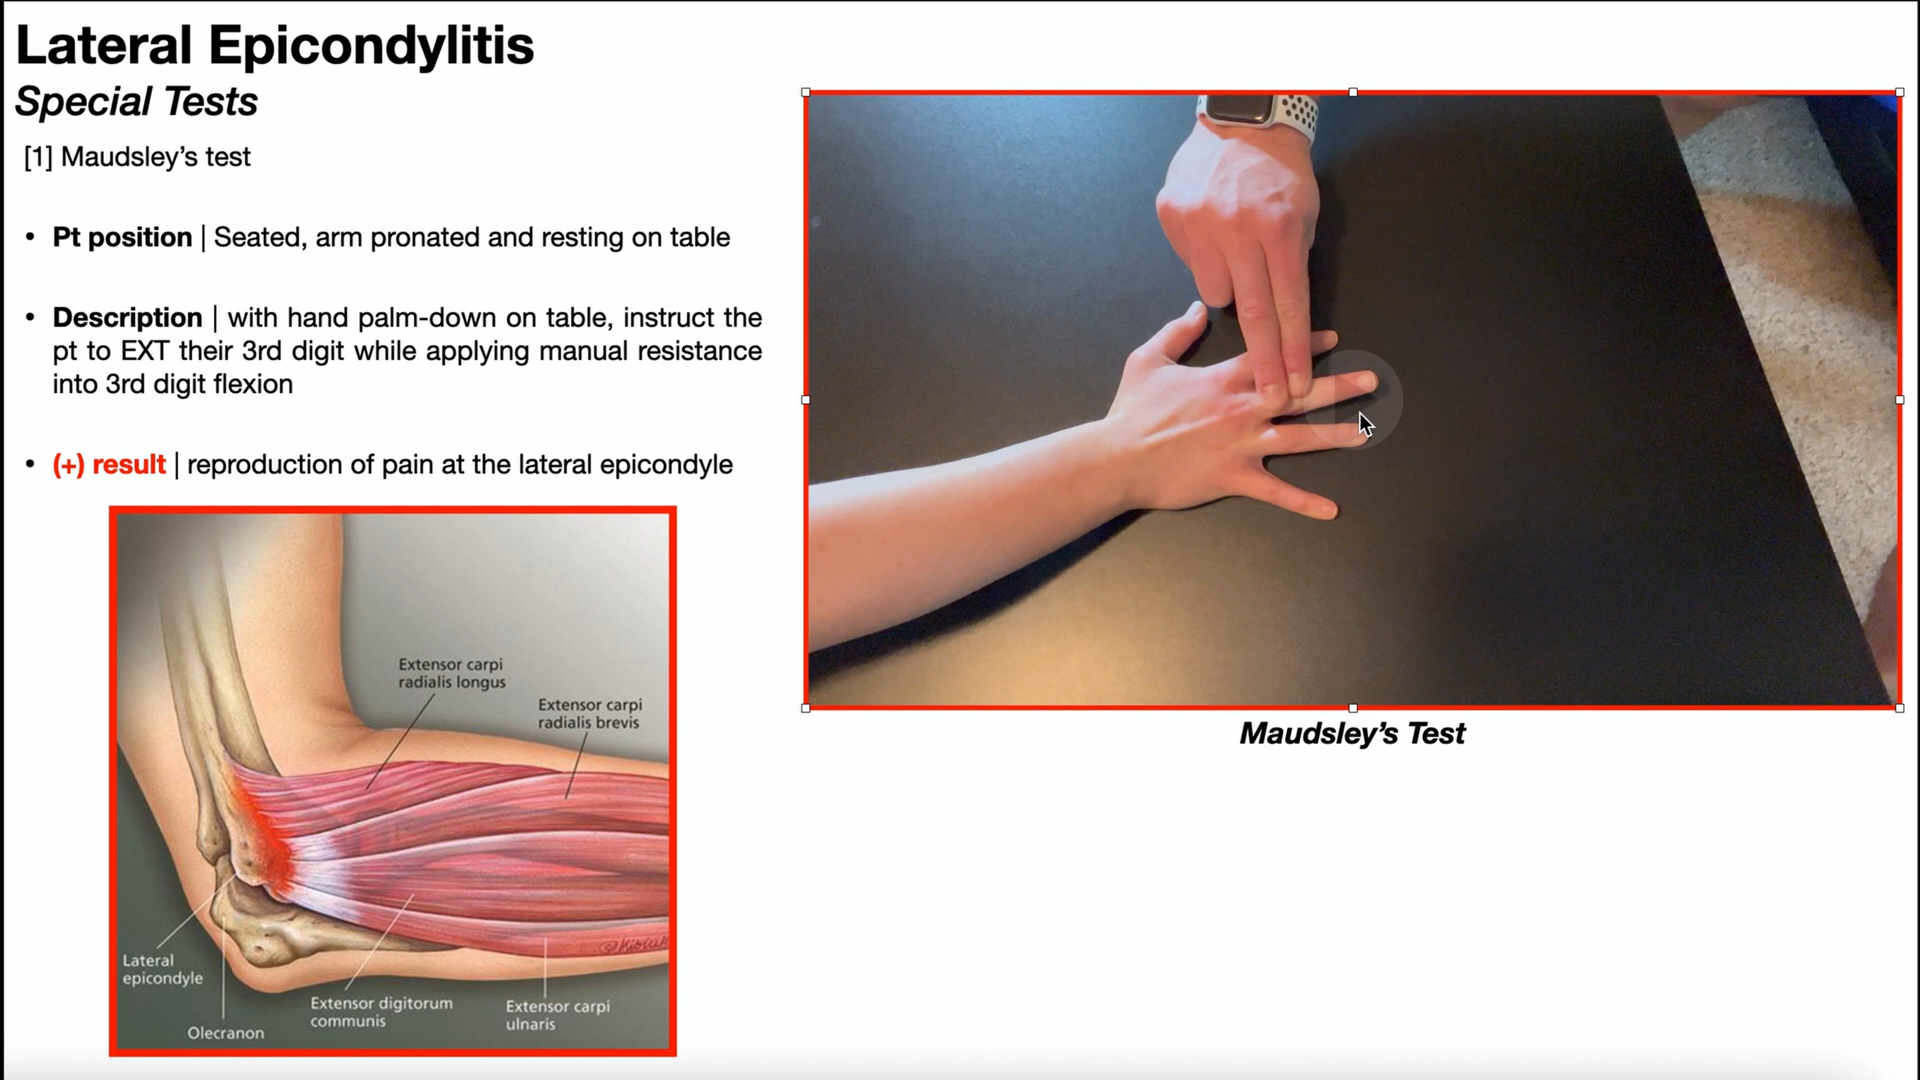 Lateral Epicondylitis
Special Tests
[1] Maudsley’s test
• Pt position | Seated, arm pronated and resting on table
• Description | with hand palm-down on table, instruct the
pt to EXT their 3rd digit while applying manual resistance
into 3rd digit flexion
• (+) result | reproduction of pain at the lateral epicondyle
Extensor carpi
radialis longus
Extensor carpi
radialis brevis
Lateral
epicondyle
Olecranon
Extensor digitorum
communis
Extensor carpi
ulnaris
Maudsley’s Test